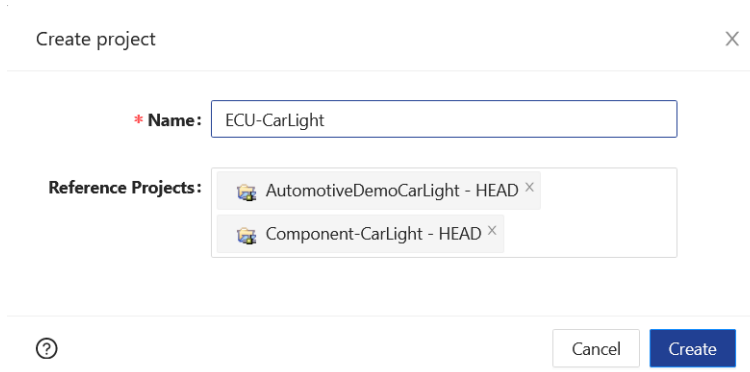 Create project
* Name: ECU-CarLight
Reference Projects: AutomotiveDemoCarLight - HEAD
Component-CarLight - HEAD
Cancel Create